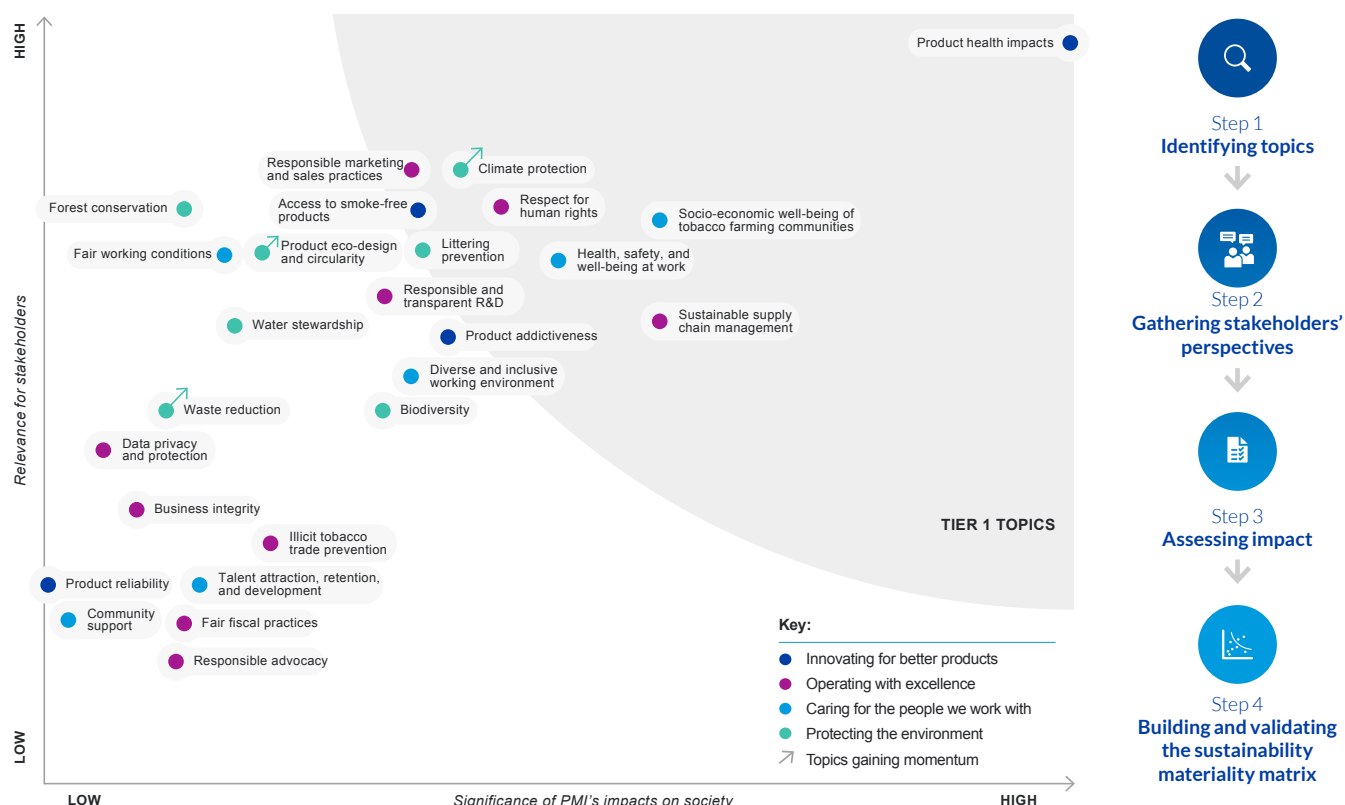 HIGH
Product health impacts
Responsible marketing
and sales practices
Climate protection
Forest conservation
Access to smoke-free
products
Respect for
human rights
Socio-economic well-being of
tobacco farming communities
Fair working conditions
Product eco-design
and circularity
Littering
prevention
Health, safety, and
well-being at work
Responsible and
transparent R&D
Sustainable supply
chain management
Water stewardship
Product addictiveness
Diverse and inclusive
working environment
Waste reduction
Biodiversity
Data privacy
and protection
Business integrity
Illicit tobacco
trade prevention
TIER 1 TOPICS
Product reliability
Talent attraction, retention,
and development
Community
support
Fair fiscal practices
Responsible advocacy
Relevance for stakeholders
LOW
Key:
Innovating for better products
Operating with excellence
Caring for the people we work with
Protecting the environment
Topics gaining momentum
LOW
Significance of PMI's impacts on society
HIGH
Step 1
Identifying topics
Step 2
Gathering stakeholders’
perspectives
Step 3
Assessing impact
Step 4
Building and validating
the sustainability
materiality matrix